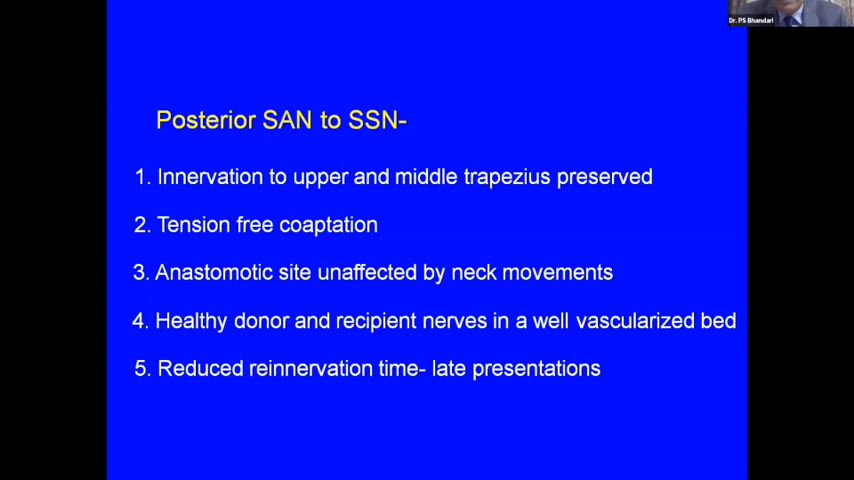 Dr. PS Bhandari
Posterior SAN to SSN-
1. Innervation to upper and middle trapezius preserved
2. Tension free coaptation
3. Anastomotic site unaffected by neck movements
4. Healthy donor and recipient nerves in a well vascularized bed
5. Reduced reinnervation time- late presentations